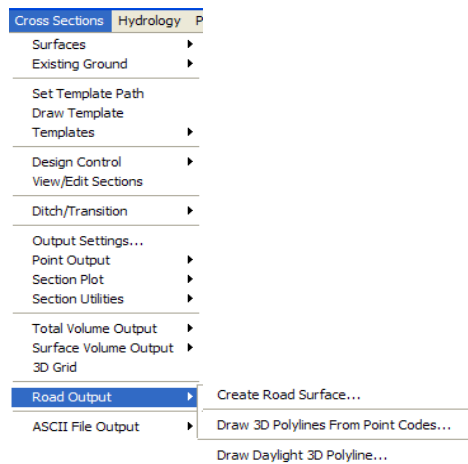 Cross Sections Hydrology P
Surfaces
Existing Ground
Set Template Path
Draw Template
Templates
Design Control
View/Edit Sections
Ditch/Transition
Output Settings...
Point Output
Section Plot
Section Utilities
Total Volume Output
Surface Volume Output
3D Grid
Road Output
Create Road Surface...
ASCII File Output
Draw 3D Polylines From Point Codes...
Draw Daylight 3D Polyline...